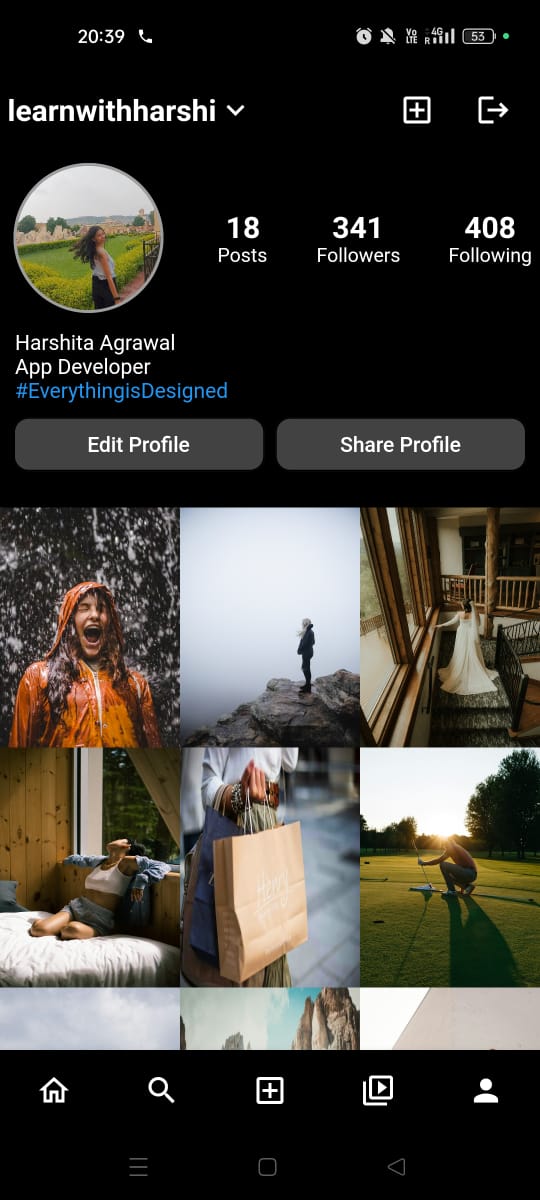 20:39
Vo LTE 4G R 53
learnwithharshi
18 341 408
Posts Followers Following
Harshita Agrawal
App Developer
#EverythingisDesigned
Edit Profile Share Profile
Henry